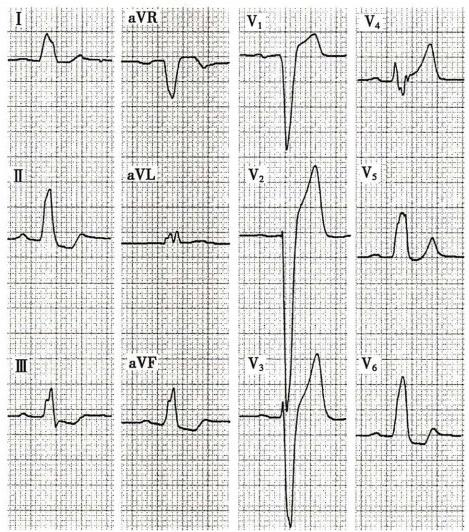 I aVR V₁ V₄
II aVL V₂ V₅
III aVF V₃ V₆